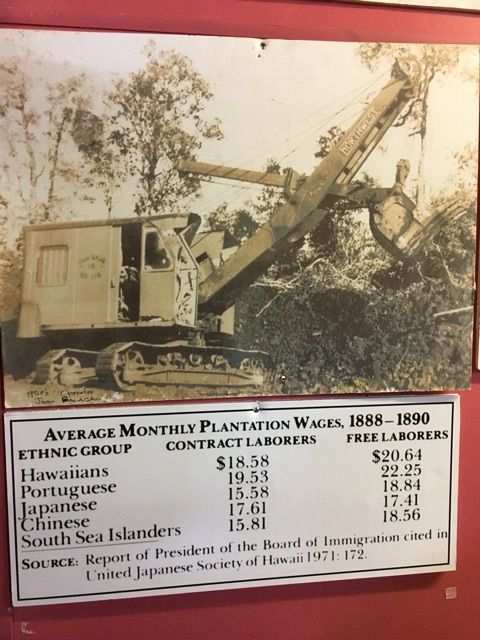 NORTHWEST
1950's Operator
Juan
AVERAGE MONTHLY PLANTATION WAGES, 1888–1890
ETHNIC GROUP CONTRACT LABORERS FREE LABORERS
Hawaiians $18.58 $20.64
Portuguese 19.53 22.25
Japanese 15.58 18.84
Chinese 17.61 17.41
South Sea Islanders 15.81 18.56
SOURCE: Report of President of the Board of Immigration cited in
United Japanese Society of Hawaii 1971: 172.